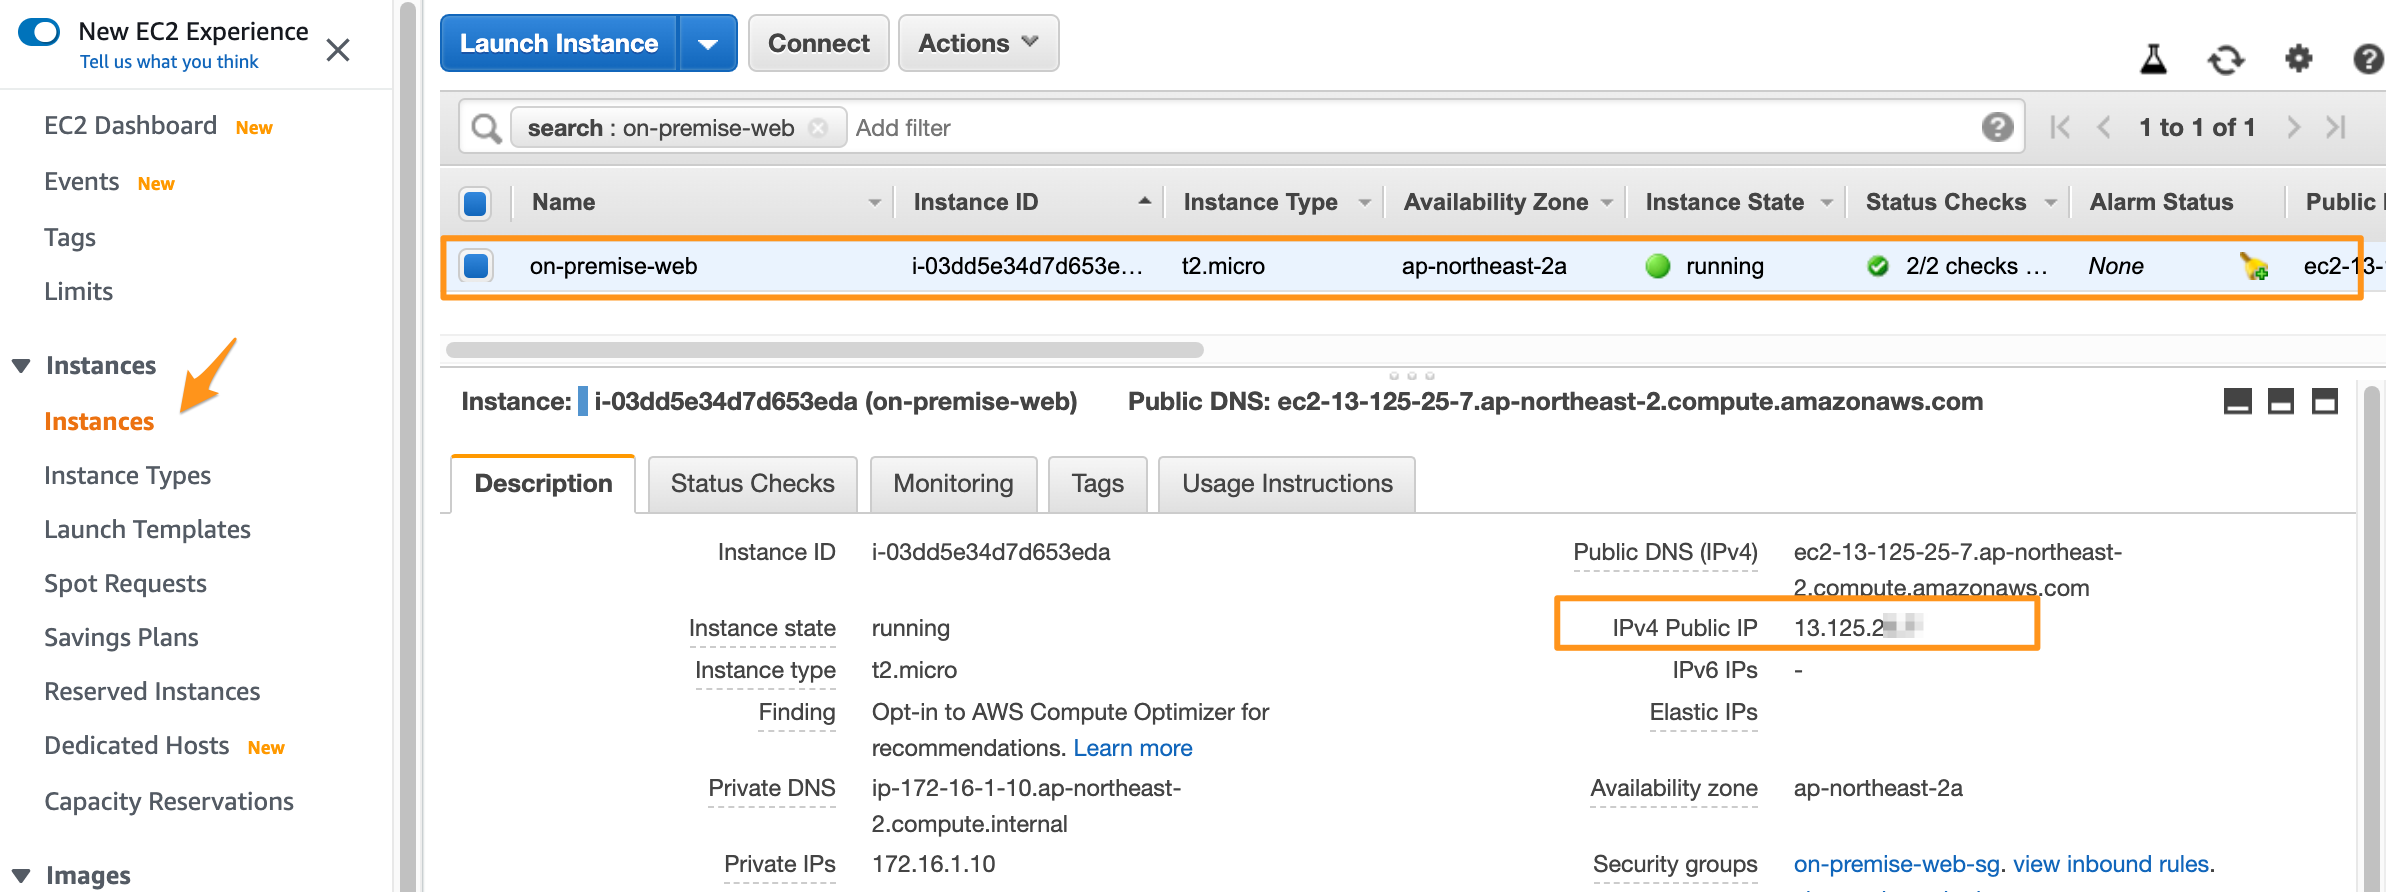 New EC2 Experience
Tell us what you think
EC2 Dashboard New
Events New
Tags
Limits
Instances
Instances
Instance Types
Launch Templates
Spot Requests
Savings Plans
Reserved Instances
Dedicated Hosts New
Capacity Reservations
Images
Launch Instance Connect Actions
search : on-premise-web Add filter 1 to 1 of 1
Name Instance ID Instance Type Availability Zone Instance State Status Checks Alarm Status Public
on-premise-web i-03dd5e34d7d653e... t2.micro ap-northeast-2a running 2/2 checks ... None ec2-13-
Instance: i-03dd5e34d7d653eda (on-premise-web) Public DNS: ec2-13-125-25-7.ap-northeast-2.compute.amazonaws.com
Description Status Checks Monitoring Tags Usage Instructions
Instance ID i-03dd5e34d7d653eda
Instance state running
Instance type t2.micro
Finding Opt-in to AWS Compute Optimizer for
recommendations. Learn more
Private DNS ip-172-16-1-10.ap-northeast-
2.compute.internal
Private IPs 172.16.1.10
Public DNS (IPv4) ec2-13-125-25-7.ap-northeast-
2.compute.amazonaws.com
IPv4 Public IP 13.125.2
IPv6 IPs -
Elastic IPs
Availability zone ap-northeast-2a
Security groups on-premise-web-sg. view inbound rules.